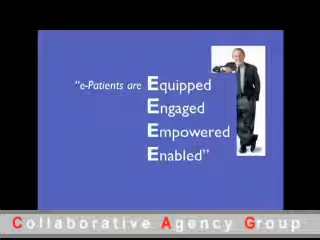 “e-Patients are Equipped
Engaged
Empowered
Enabled”
Collaborative Agency Group